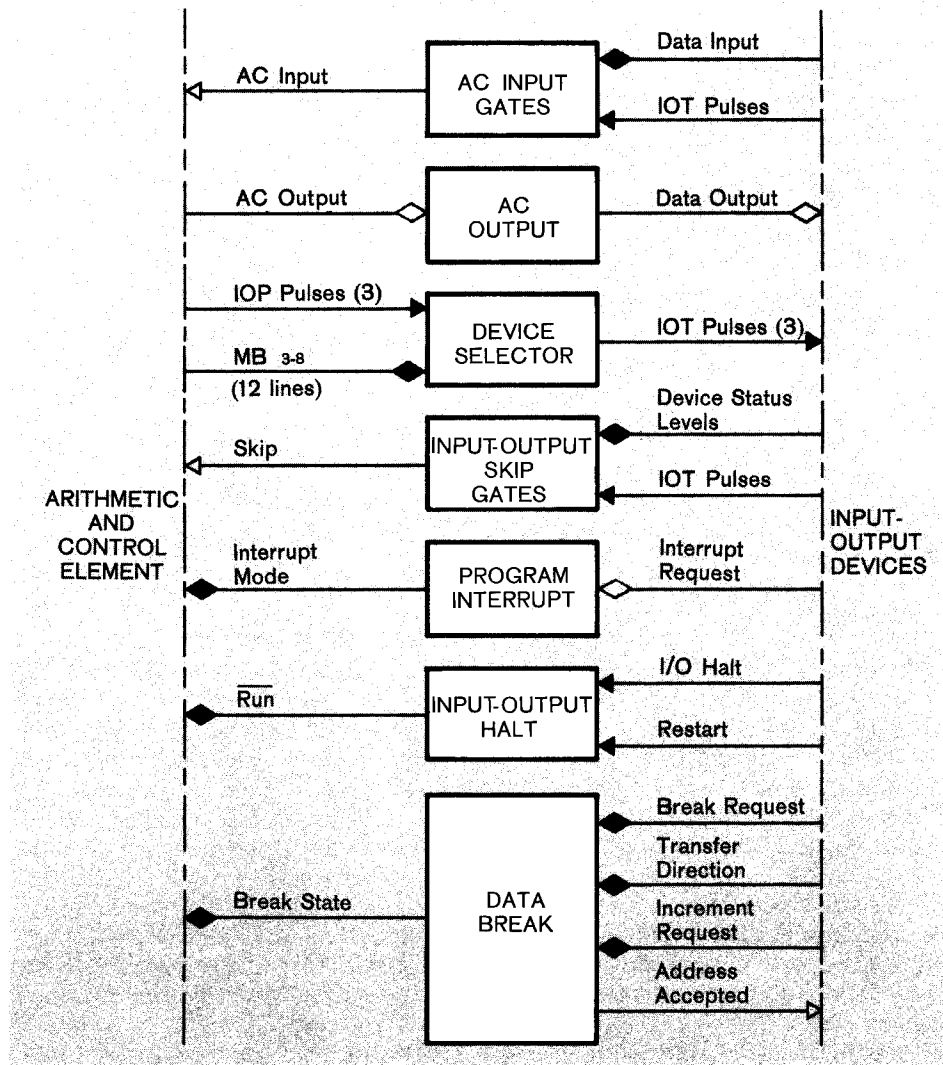 Data Input
AC Input
AC INPUT
GATES
IOT Pulses
AC Output
AC
OUTPUT
Data Output
IOP Pulses (3)
DEVICE
SELECTOR
IOT Pulses (3)
MB 3-8
(12 lines)
Device Status
Levels
Skip
INPUT-OUTPUT
SKIP
GATES
IOT Pulses
ARITHMETIC
AND
CONTROL
ELEMENT
INPUT-
OUTPUT
DEVICES
Interrupt
Mode
PROGRAM
INTERRUPT
Interrupt
Request
I/O Halt
Run
INPUT-OUTPUT
HALT
Restart
Break Request
Transfer
Direction
Break State
DATA
BREAK
Increment
Request
Address
Accepted